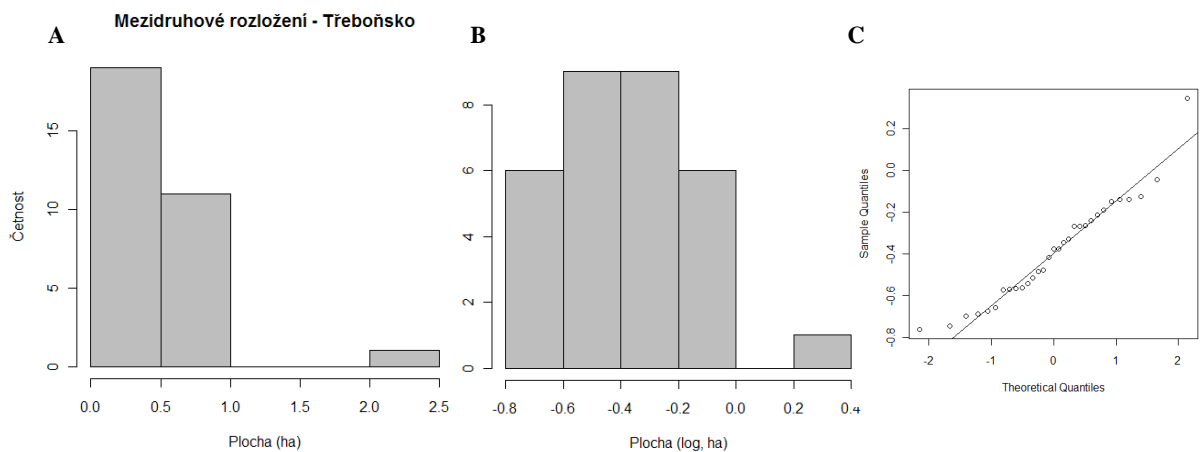 Mezidruhové rozložení - Třeboňsko
A
B
C
Četnost
0
5
10
15
0.0 0.5 1.0 1.5 2.0 2.5
Plocha (ha)
0
2
4
6
8
-0.8 -0.6 -0.4 -0.2 0.0 0.2 0.4
Plocha (log, ha)
Sample Quantiles
-0.8
-0.6
-0.4
-0.2
0.0
0.2
-2 -1 0 1 2
Theoretical Quantiles